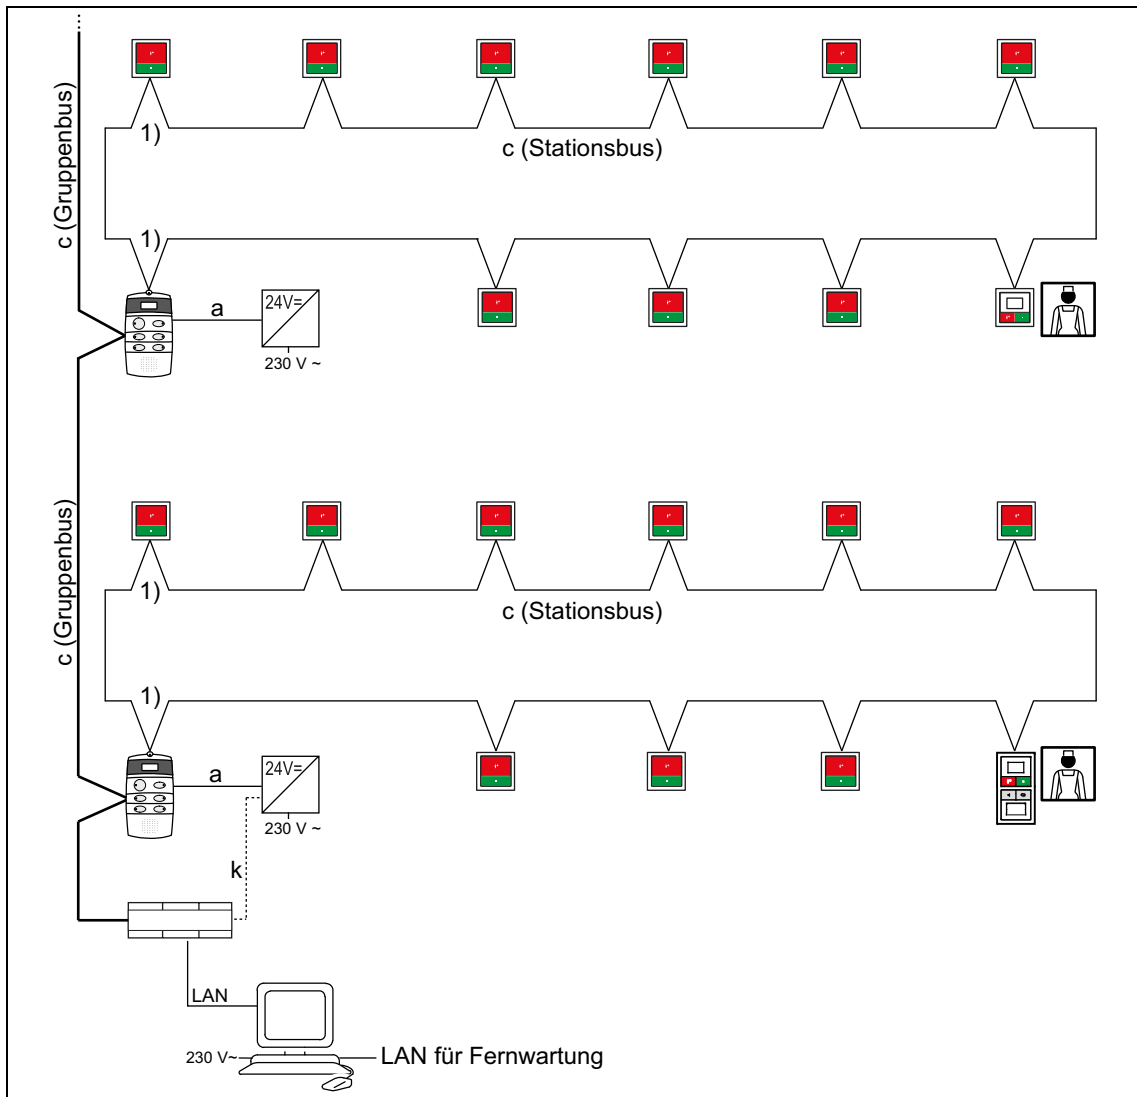 c (Gruppenbus)
1)
c (Stationsbus)
1)
a
24V=
230 V ~
c (Gruppenbus)
1)
c (Stationsbus)
1)
a
24V=
230 V ~
k
LAN
230 V~
LAN für Fernwartung